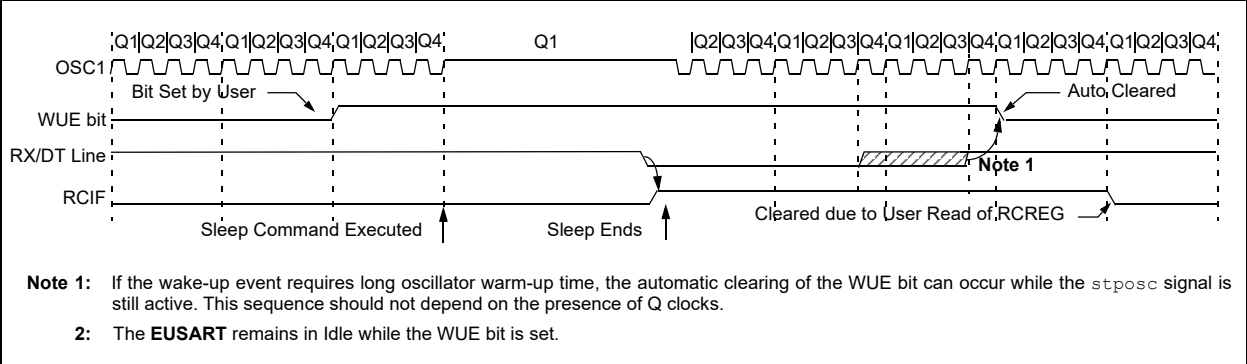 Q1 Q2 Q3 Q4 Q1 Q2 Q3 Q4 Q1 Q2 Q3 Q4 Q1 Q2 Q3 Q4 Q1 Q2 Q3 Q4 Q1 Q2 Q3 Q4 Q1 Q2 Q3 Q4 Q1 Q2 Q3 Q4
OSC1
Bit Set by User
Auto Cleared
WUE bit
RX/DT Line
Note 1
RCIF
Cleared due to User Read of RCREG
Sleep Command Executed
Sleep Ends
Note 1: If the wake-up event requires long oscillator warm-up time, the automatic clearing of the WUE bit can occur while the stposc signal is
still active. This sequence should not depend on the presence of Q clocks.
2: The EUSART remains in Idle while the WUE bit is set.